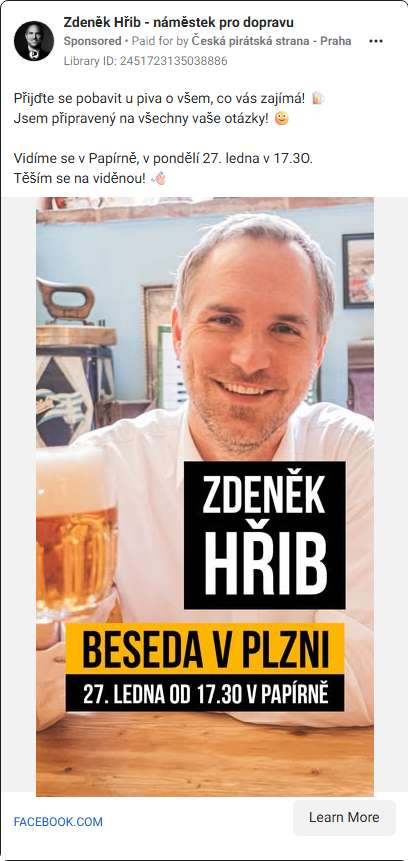 Zdeněk Hřib - náměstek pro dopravu
Sponsored • Paid for by Česká pirátská strana - Praha
Library ID: 2451723135038886
Přijďte se pobavit u piva o všem, co vás zajímá! 🍺
Jsem připravený na všechny vaše otázky! 🙂
Vidíme se v Papírně, v pondělí 27. ledna v 17.30.
Těším se na viděnou! 👋🏻
ZDENĚK
HŘIB
BESEDA V PLZNI
27. LEDNA OD 17.30 V PAPÍRNĚ
FACEBOOK.COM
Learn More